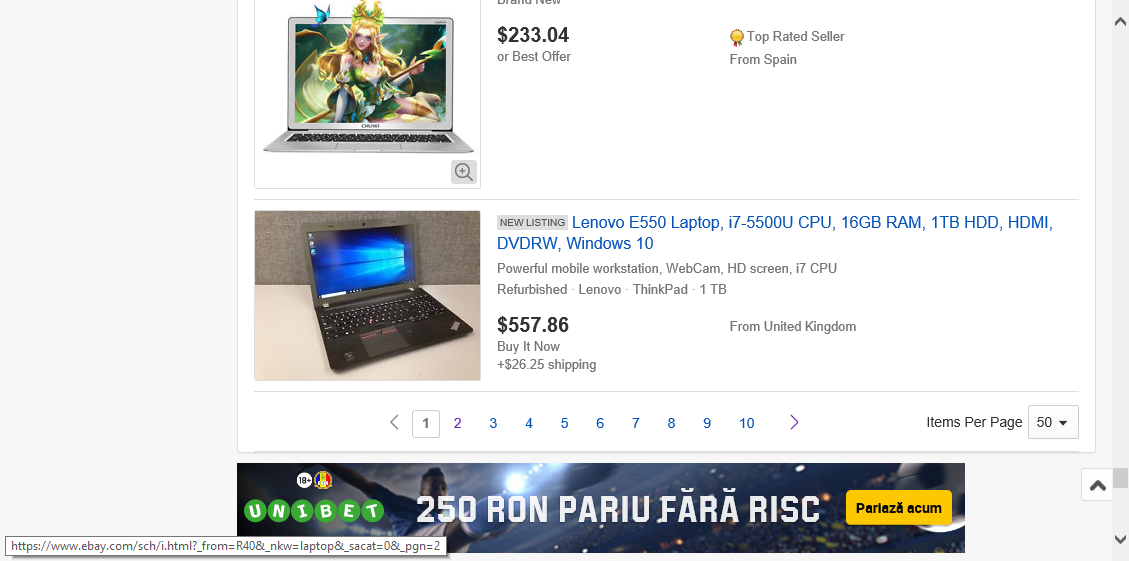 Brand New
$233.04
or Best Offer
Top Rated Seller
From Spain
CHUWI
NEW LISTING Lenovo E550 Laptop, i7-5500U CPU, 16GB RAM, 1TB HDD, HDMI,
DVDRW, Windows 10
Powerful mobile workstation, WebCam, HD screen, i7 CPU
Refurbished · Lenovo · ThinkPad · 1 TB
$557.86
Buy It Now
+$26.25 shipping
From United Kingdom
1 2 3 4 5 6 7 8 9 10
Items Per Page 50
18+
UNIBET
250 RON PARIU FĂRĂ RISC
Pariază acum
https://www.ebay.com/sch/i.html?_from=R40&_nkw=laptop&_sacat=0&_pgn=2